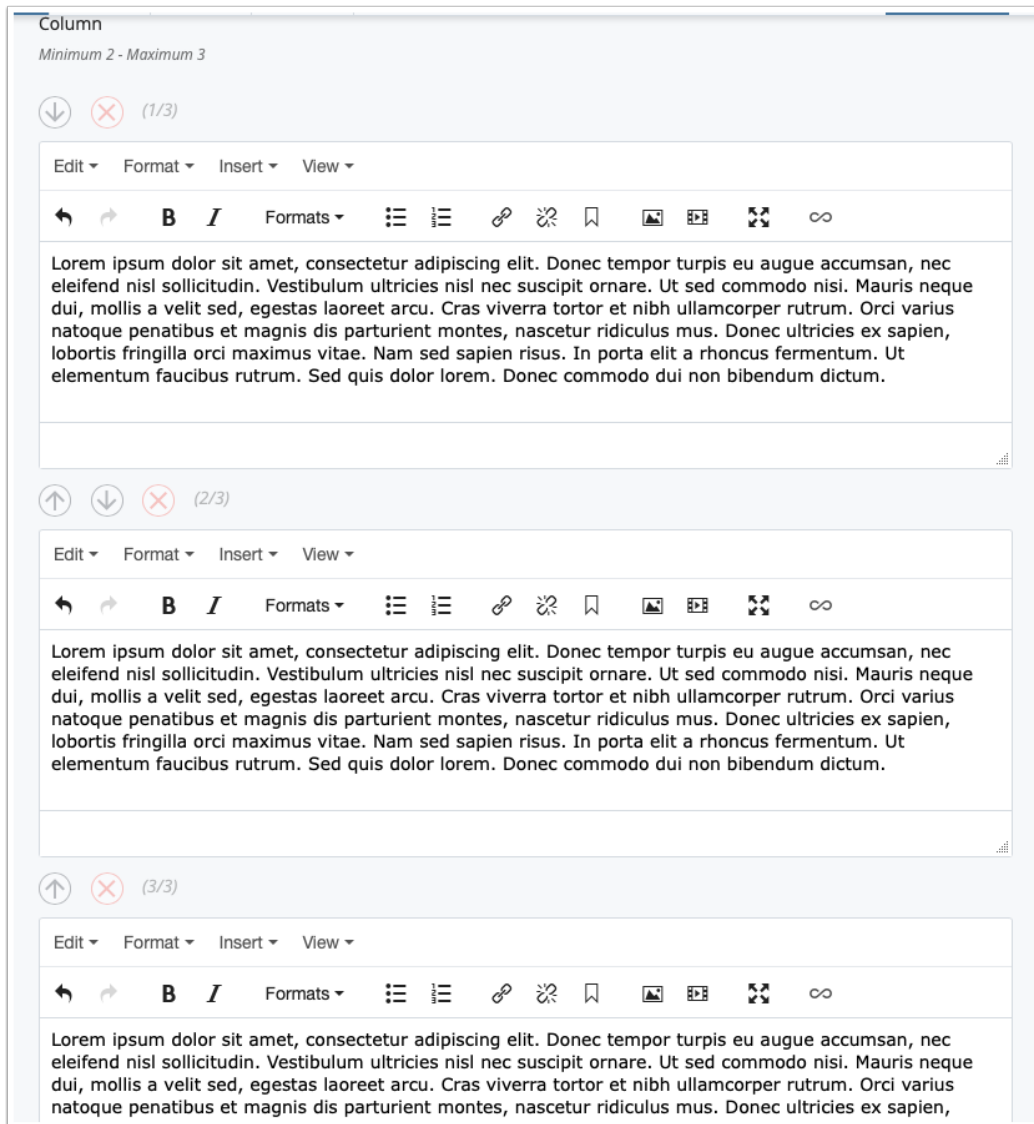 Column
Minimum 2 - Maximum 3
(1/3)
Edit Format Insert View
B I Formats
Lorem ipsum dolor sit amet, consectetur adipiscing elit. Donec tempor turpis eu augue accumsan, nec
eleifend nisl sollicitudin. Vestibulum ultricies nisl nec suscipit ornare. Ut sed commodo nisi. Mauris neque
dui, mollis a velit sed, egestas laoreet arcu. Cras viverra tortor et nibh ullamcorper rutrum. Orci varius
natoque penatibus et magnis dis parturient montes, nascetur ridiculus mus. Donec ultricies ex sapien,
lobortis fringilla orci maximus vitae. Nam sed sapien risus. In porta elit a rhoncus fermentum. Ut
elementum faucibus rutrum. Sed quis dolor lorem. Donec commodo dui non bibendum dictum.
(2/3)
Edit Format Insert View
B I Formats
Lorem ipsum dolor sit amet, consectetur adipiscing elit. Donec tempor turpis eu augue accumsan, nec
eleifend nisl sollicitudin. Vestibulum ultricies nisl nec suscipit ornare. Ut sed commodo nisi. Mauris neque
dui, mollis a velit sed, egestas laoreet arcu. Cras viverra tortor et nibh ullamcorper rutrum. Orci varius
natoque penatibus et magnis dis parturient montes, nascetur ridiculus mus. Donec ultricies ex sapien,
lobortis fringilla orci maximus vitae. Nam sed sapien risus. In porta elit a rhoncus fermentum. Ut
elementum faucibus rutrum. Sed quis dolor lorem. Donec commodo dui non bibendum dictum.
(3/3)
Edit Format Insert View
B I Formats
Lorem ipsum dolor sit amet, consectetur adipiscing elit. Donec tempor turpis eu augue accumsan, nec
eleifend nisl sollicitudin. Vestibulum ultricies nisl nec suscipit ornare. Ut sed commodo nisi. Mauris neque
dui, mollis a velit sed, egestas laoreet arcu. Cras viverra tortor et nibh ullamcorper rutrum. Orci varius
natoque penatibus et magnis dis parturient montes, nascetur ridiculus mus. Donec ultricies ex sapien,